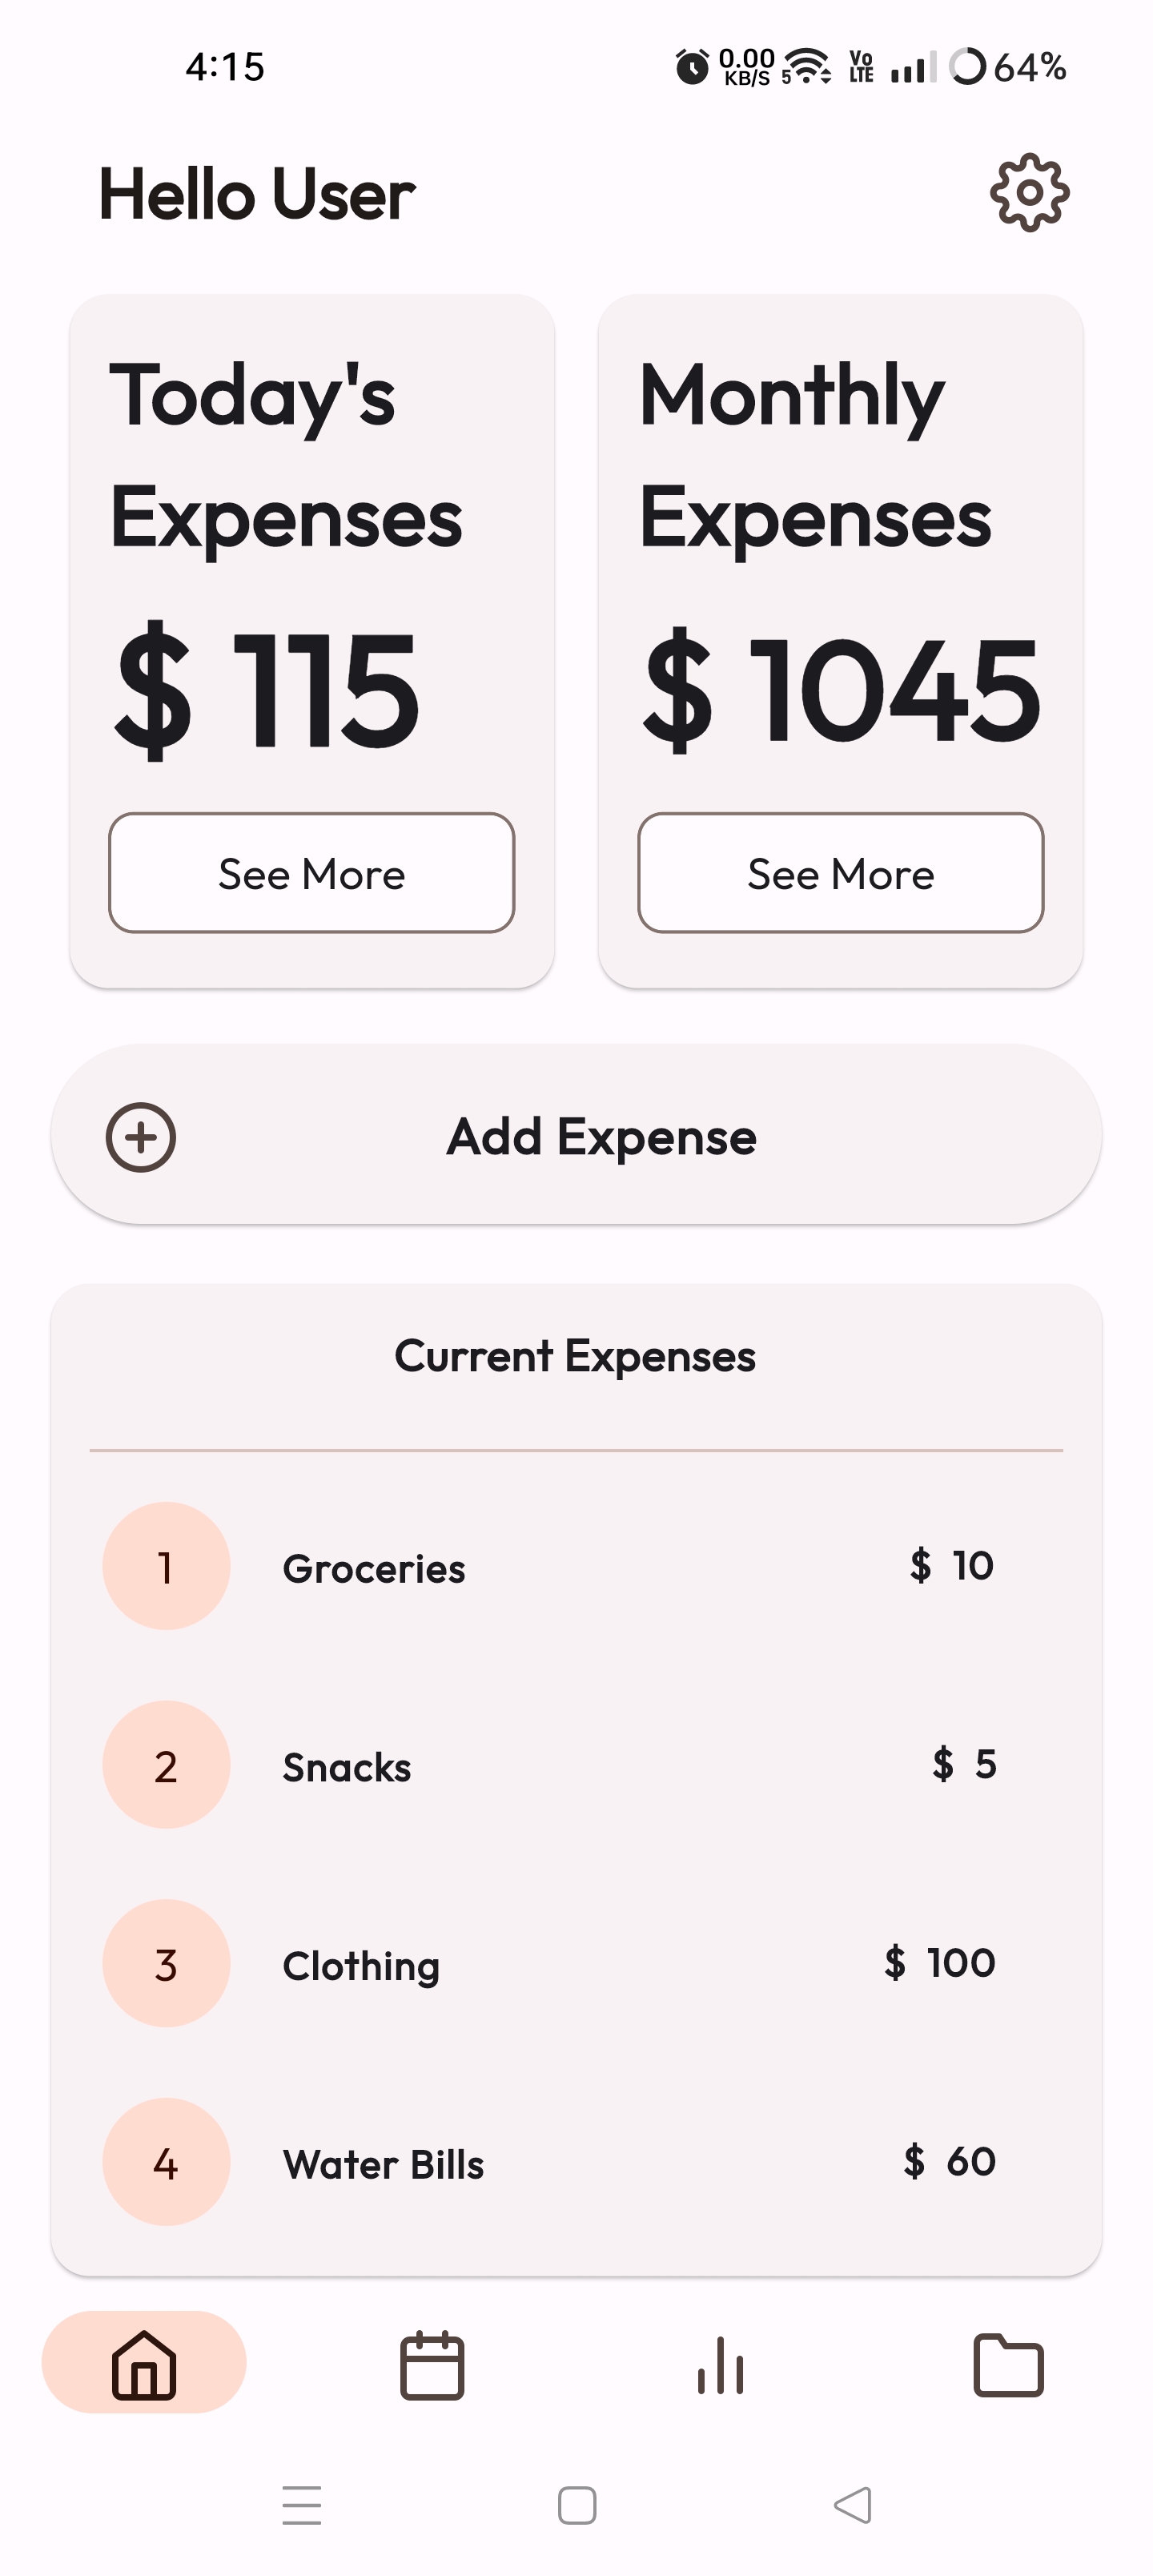 4:15
0.00
KB/S
5
Vo
LTE
64%
Hello User
Today's
Expenses
$ 115
See More
Monthly
Expenses
$ 1045
See More
Add Expense
Current Expenses
1 Groceries $ 10
2 Snacks $ 5
3 Clothing $ 100
4 Water Bills $ 60